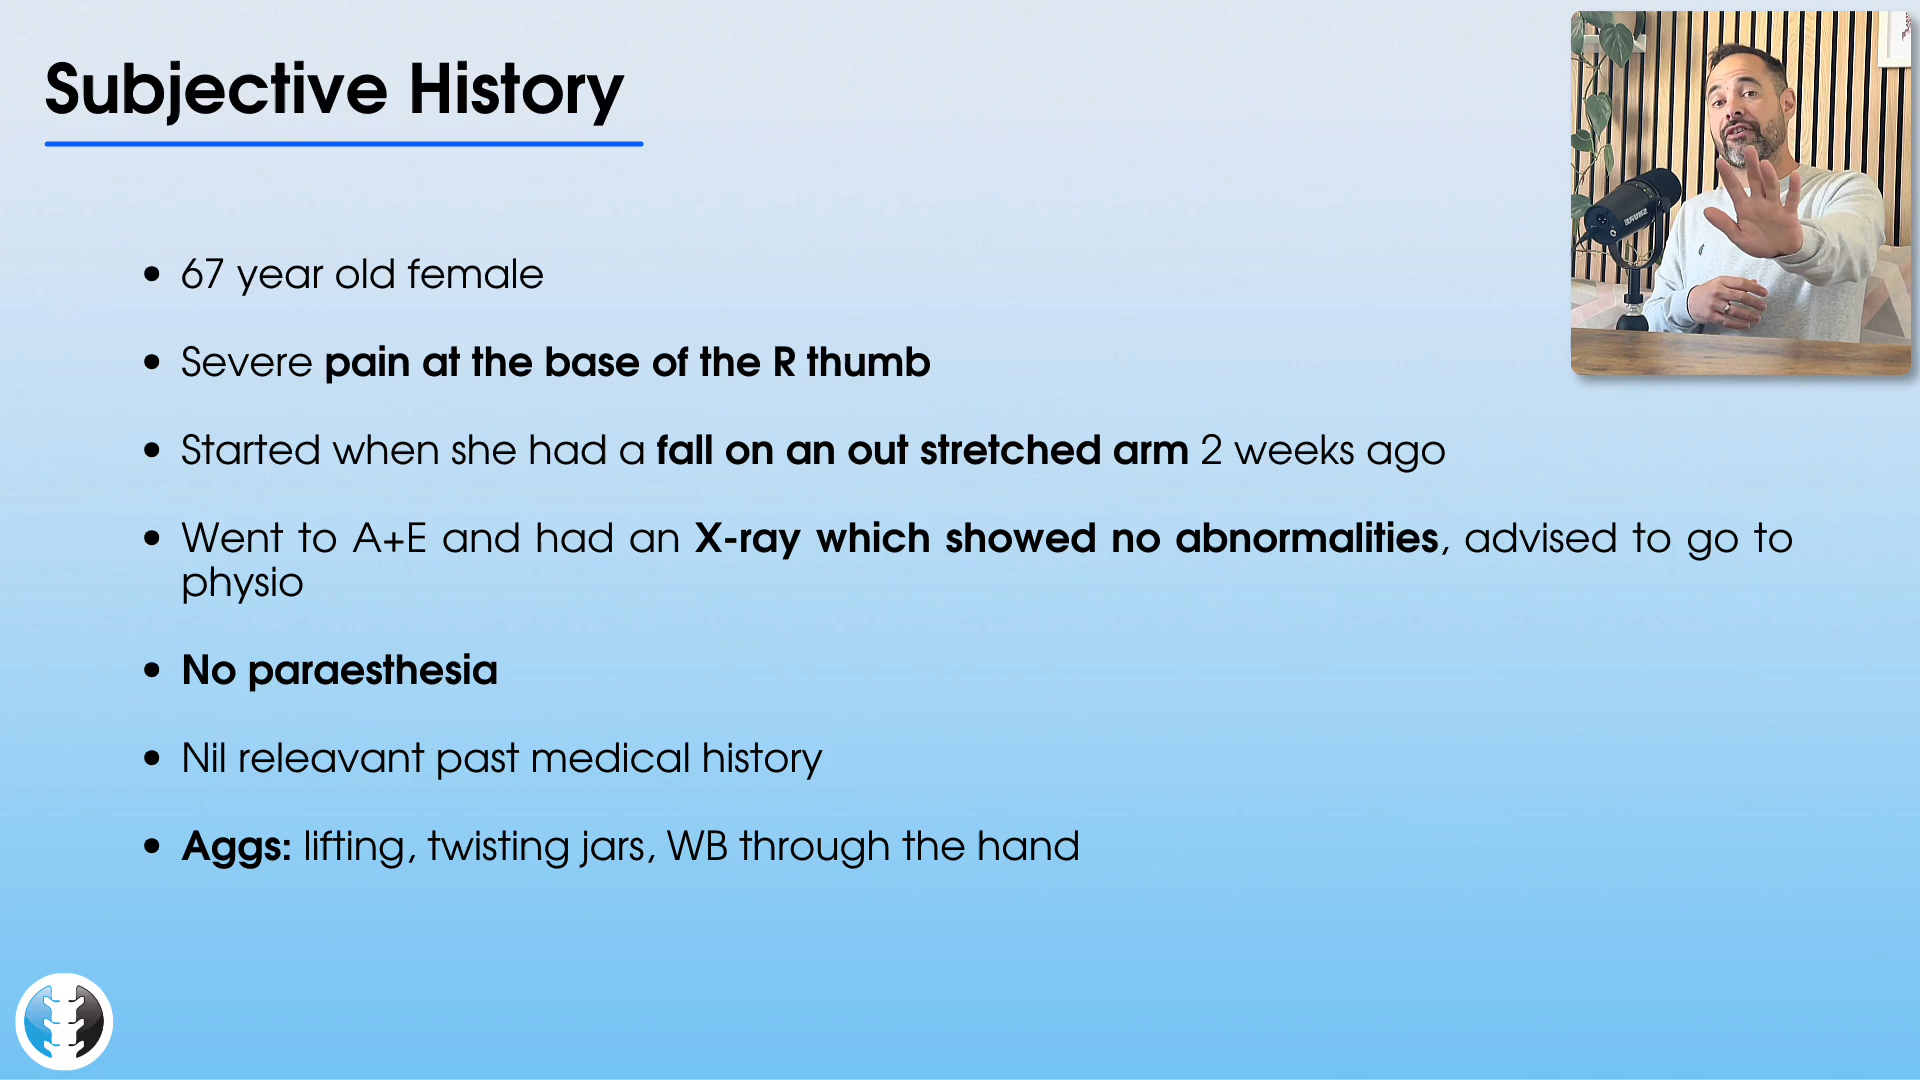 Subjective History
• 67 year old female
• Severe pain at the base of the R thumb
• Started when she had a fall on an out stretched arm 2 weeks ago
• Went to A+E and had an X-ray which showed no abnormalities, advised to go to
physio
• No paraesthesia
• Nil releavant past medical history
• Aggs: lifting, twisting jars, WB through the hand
SHURE